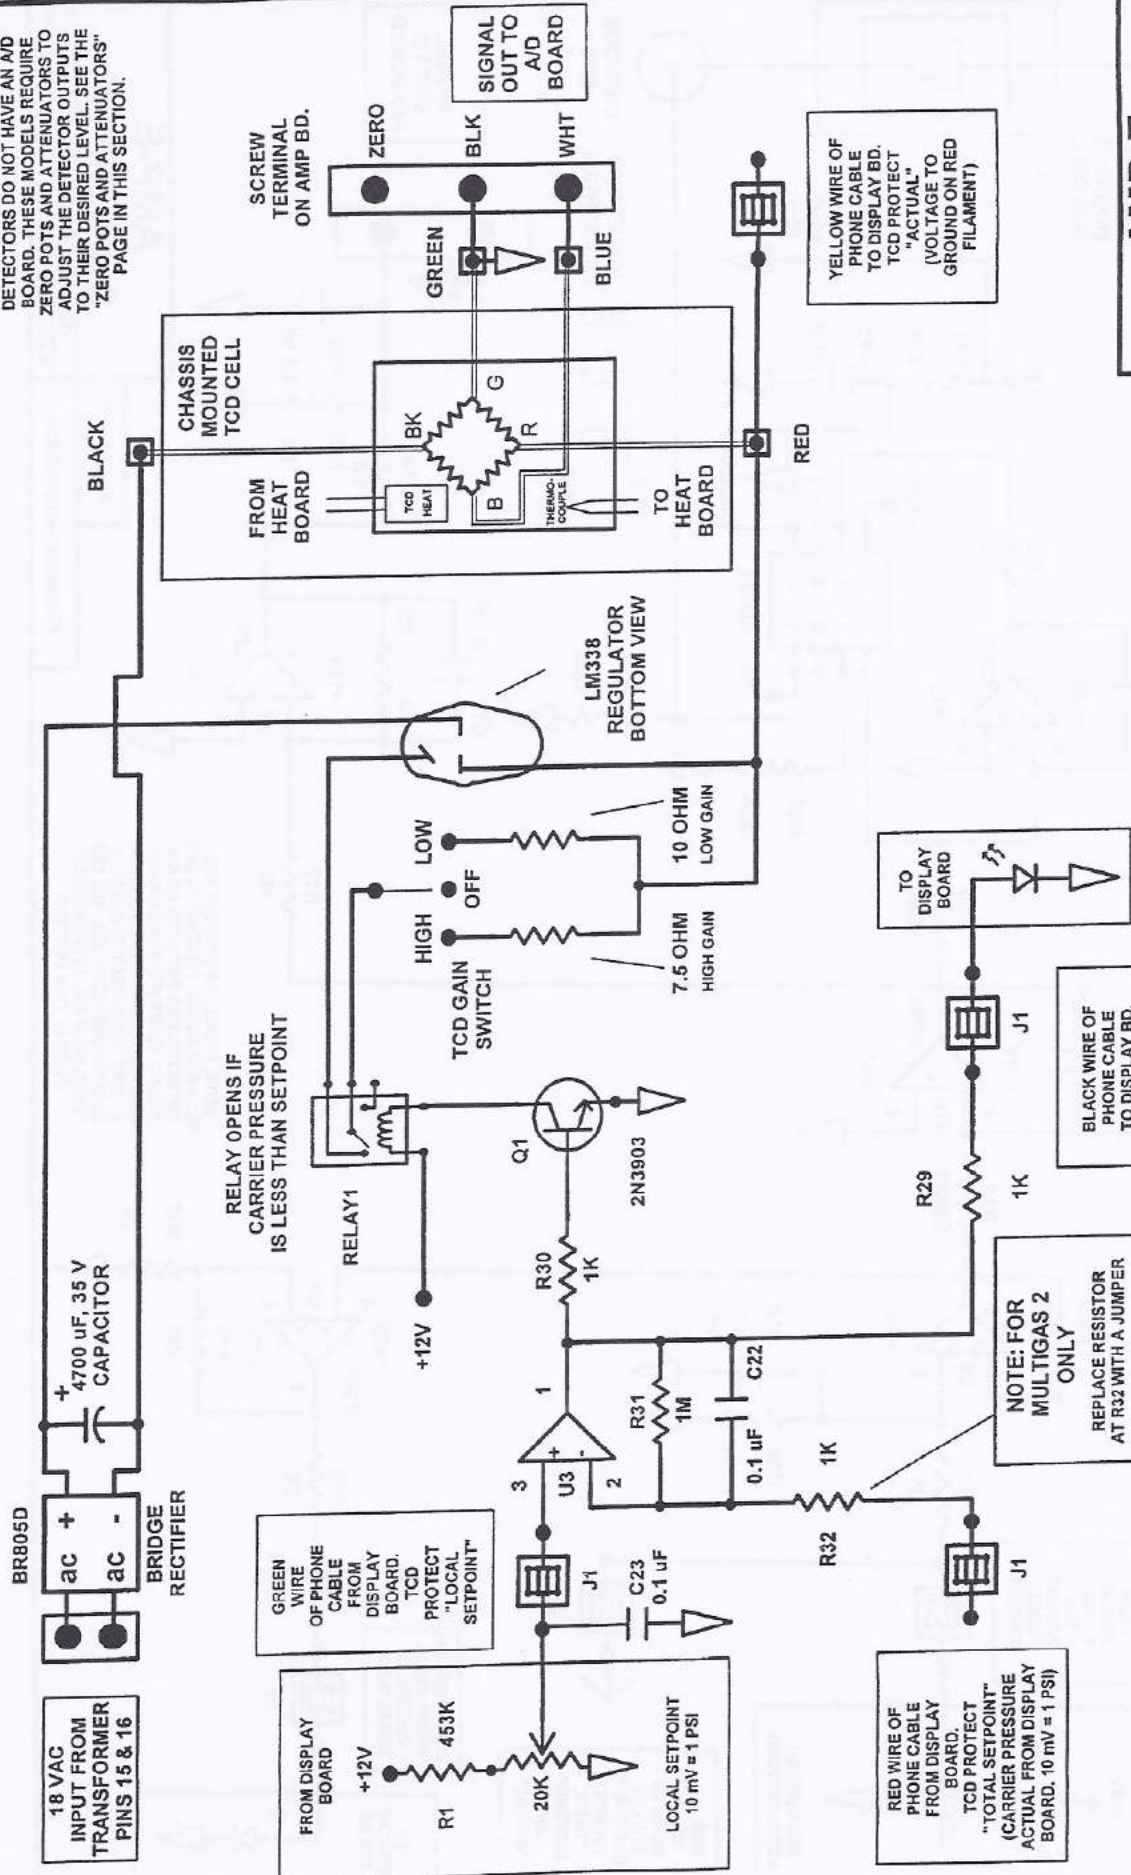 DETECTORS DO NOT HAVE AN A/D
BOARD. THESE MODELS REQUIRE
ZERO POTS AND ATTENUATORS TO
ADJUST THE DETECTOR OUTPUTS
TO THEIR DESIRED LEVEL. SEE THE
"ZERO POTS AND ATTENUATORS"
PAGE IN THIS SECTION.
18 VAC
INPUT FROM
TRANSFORMER
PINS 15 & 16
BR805D
ac +
ac -
BRIDGE
RECTIFIER
+
4700 uF, 35 V
CAPACITOR
BLACK
CHASSIS
MOUNTED
TCD CELL
FROM
HEAT
BOARD
TCD
HEAT
BK
G
B
R
THERMO-
COUPLE
TO
HEAT
BOARD
SCREW
TERMINAL
ON AMP BD.
ZERO
BLK
WHT
SIGNAL
OUT TO
A/D
BOARD
GREEN
BLUE
RED
YELLOW WIRE OF
PHONE CABLE
TO DISPLAY BD.
TCD PROTECT
"ACTUAL"
(VOLTAGE TO
GROUND ON RED
FILAMENT)
RELAY OPENS IF
CARRIER PRESSURE
IS LESS THAN SETPOINT
RELAY1
+12V
TCD GAIN
SWITCH
HIGH
OFF
LOW
7.5 OHM
HIGH GAIN
10 OHM
LOW GAIN
LM338
REGULATOR
BOTTOM VIEW
GREEN
WIRE
OF PHONE
CABLE
FROM
DISPLAY
BOARD.
TCD
PROTECT
"LOCAL
SETPOINT"
FROM DISPLAY
BOARD
+12V
R1
453K
20K
LOCAL SETPOINT
10 mV = 1 PSI
J1
C23
0.1 uF
3
U3
+
-
2
1
R30
1K
Q1
2N3903
R31
1M
C22
0.1 uF
R32
1K
J1
RED WIRE OF
PHONE CABLE
FROM DISPLAY
BOARD.
TCD PROTECT
"TOTAL SETPOINT"
(CARRIER PRESSURE
ACTUAL FROM DISPLAY
BOARD. 10 mV = 1 PSI)
NOTE: FOR
MULTIGAS 2
ONLY
REPLACE RESISTOR
AT R32 WITH A JUMPER
R29
1K
J1
BLACK WIRE OF
PHONE CABLE
TO DISPLAY BD.
TO
DISPLAY
BOARD